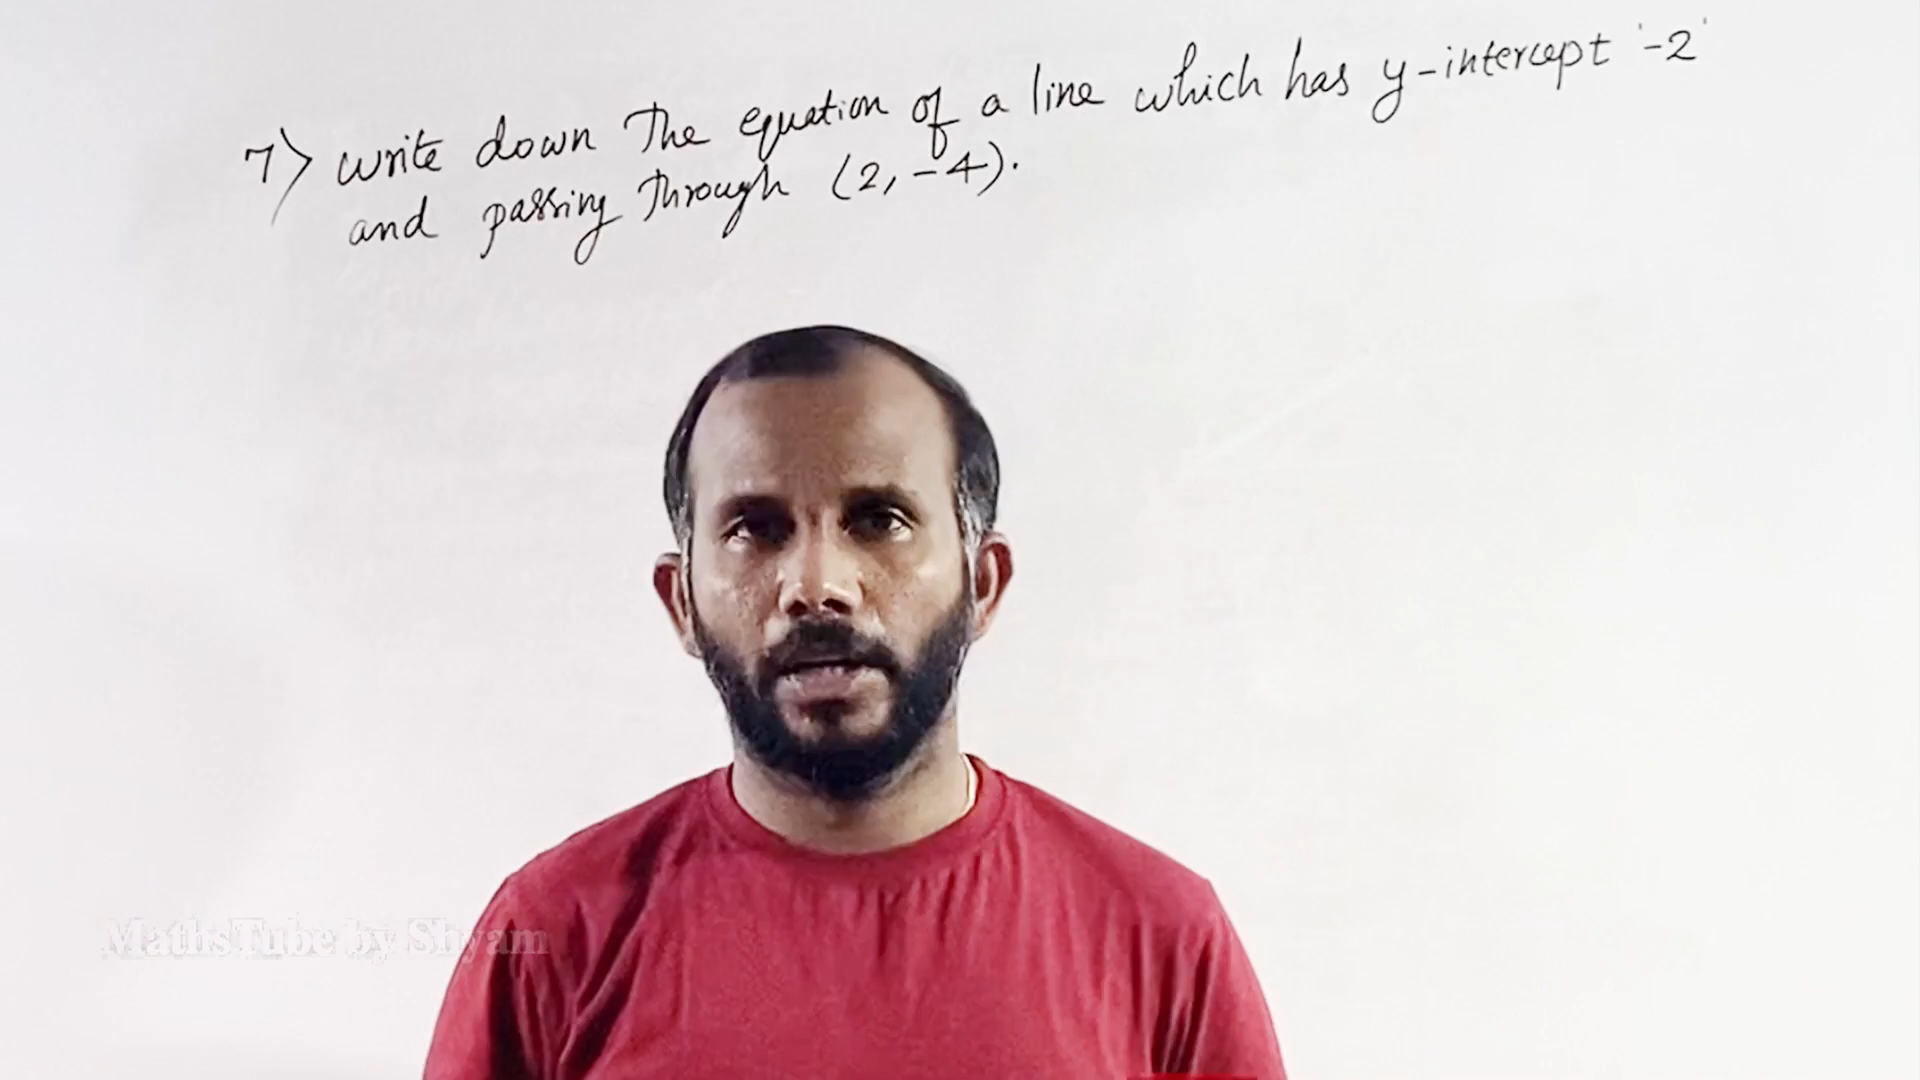 7) write down The equation of a line which has y-intercept '-2'
and passing Through (2, -4).
MathsTube by Shyam